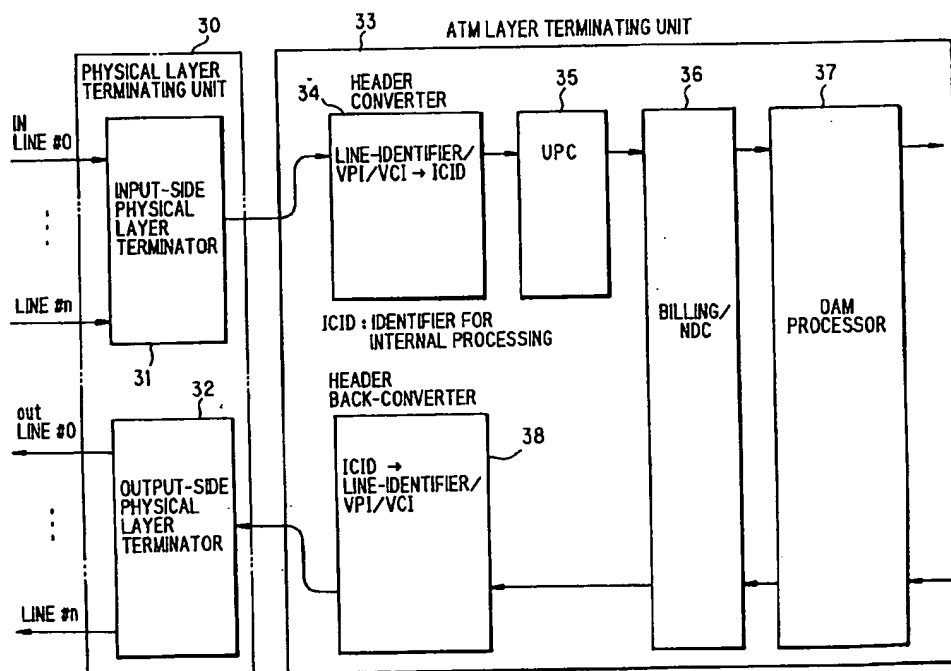 ATM LAYER TERMINATING UNIT
30
PHYSICAL LAYER
TERMINATING UNIT
IN
LINE #0
INPUT-SIDE
PHYSICAL
LAYER
TERMINATOR
LINE #n
31
33
HEADER
CONVERTER
34
LINE-IDENTIFIER/
VPI/VCI → ICID
35
UPC
36
BILLING/
NDC
37
DAM
PROCESSOR
ICID : IDENTIFIER FOR
INTERNAL PROCESSING
32
out
LINE #0
OUTPUT-SIDE
PHYSICAL
LAYER
TERMINATOR
LINE #n
HEADER
BACK-CONVERTER
38
ICID →
LINE-IDENTIFIER/
VPI/VCI